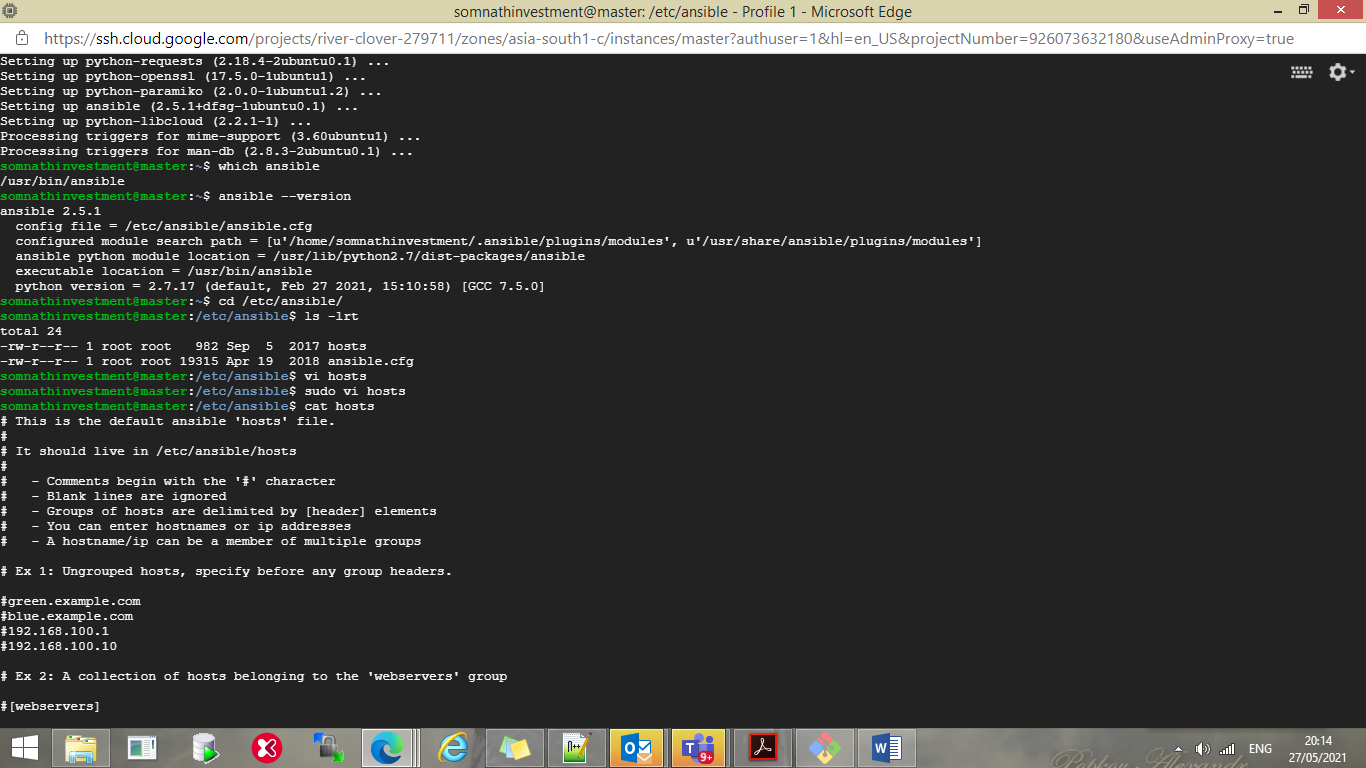 somnathinvestment@master: /etc/ansible - Profile 1 - Microsoft Edge
https://ssh.cloud.google.com/projects/river-clover-279711/zones/asia-south1-c/instances/master?authuser=1&hl=en_US&projectNumber=926073632180&useAdminProxy=true
Setting up python-requests (2.18.4-2ubuntu0.1) ...
Setting up python-openssl (17.5.0-1ubuntu1) ...
Setting up python-paramiko (2.0.0-1ubuntu1.2) ...
Setting up ansible (2.5.1+dfsg-1ubuntu0.1) ...
Setting up python-libcloud (2.2.1-1) ...
Processing triggers for mime-support (3.60ubuntu1) ...
Processing triggers for man-db (2.8.3-2ubuntu0.1) ...
somnathinvestment@master:~$ which ansible
/usr/bin/ansible
somnathinvestment@master:~$ ansible --version
ansible 2.5.1
  config file = /etc/ansible/ansible.cfg
  configured module search path = [u'/home/somnathinvestment/.ansible/plugins/modules', u'/usr/share/ansible/plugins/modules']
  ansible python module location = /usr/lib/python2.7/dist-packages/ansible
  executable location = /usr/bin/ansible
  python version = 2.7.17 (default, Feb 27 2021, 15:10:58) [GCC 7.5.0]
somnathinvestment@master:~$ cd /etc/ansible/
somnathinvestment@master:/etc/ansible$ ls -lrt
total 24
-rw-r--r-- 1 root root   982 Sep  5  2017 hosts
-rw-r--r-- 1 root root 19315 Apr 19  2018 ansible.cfg
somnathinvestment@master:/etc/ansible$ vi hosts
somnathinvestment@master:/etc/ansible$ sudo vi hosts
somnathinvestment@master:/etc/ansible$ cat hosts
# This is the default ansible 'hosts' file.
#
# It should live in /etc/ansible/hosts
#
#   - Comments begin with the '#' character
#   - Blank lines are ignored
#   - Groups of hosts are delimited by [header] elements
#   - You can enter hostnames or ip addresses
#   - A hostname/ip can be a member of multiple groups
# Ex 1: Ungrouped hosts, specify before any group headers.
#green.example.com
#blue.example.com
#192.168.100.1
#192.168.100.10
# Ex 2: A collection of hosts belonging to the 'webservers' group
#[webservers]
9+
ENG
20:14
27/05/2021